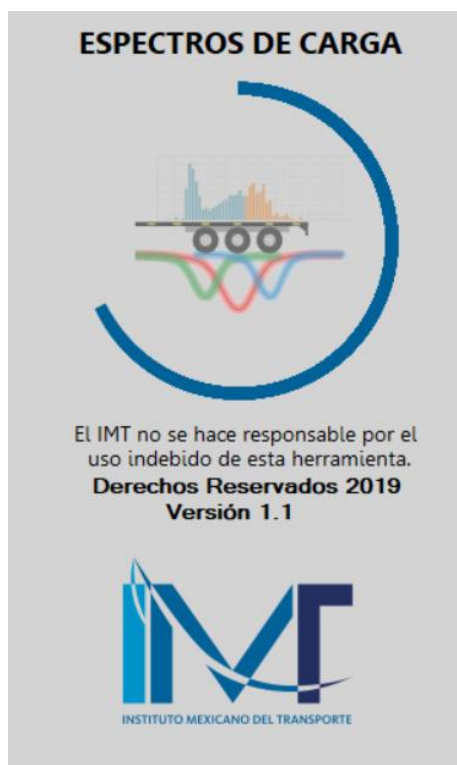 ESPECTROS DE CARGA
El IMT no se hace responsable por el
uso indebido de esta herramienta.
Derechos Reservados 2019
Versión 1.1
IMT
INSTITUTO MEXICANO DEL TRANSPORTE